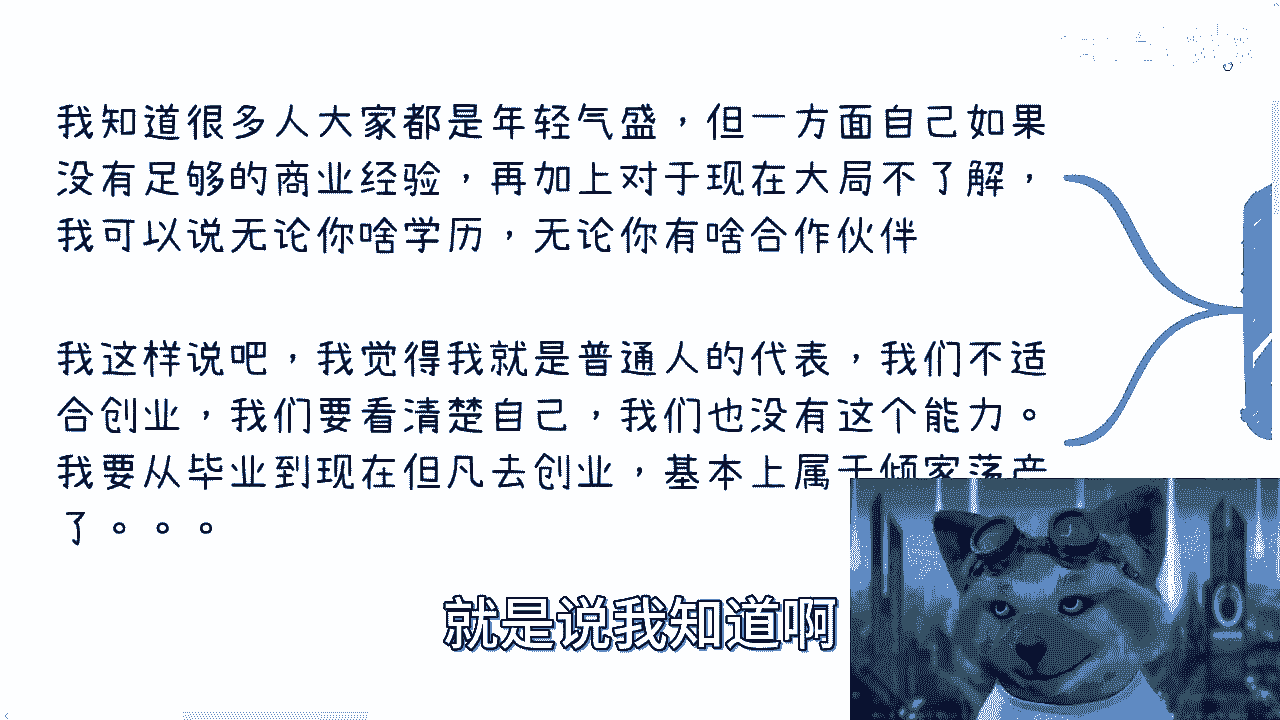 我知道很多人大家都是年轻气盛，但一方面自己如果
没有足够的商业经验，再加上对于现在大局不了解，
我可以说无论你啥学历，无论你有啥合作伙伴
我这样说吧，我觉得我就是普通人的代表，我们不适
合创业，我们要看清楚自己，我们也没有这个能力。
我要从毕业到现在但凡去创业，基本上属于倾家荡产
了。。。
就是说我知道啊